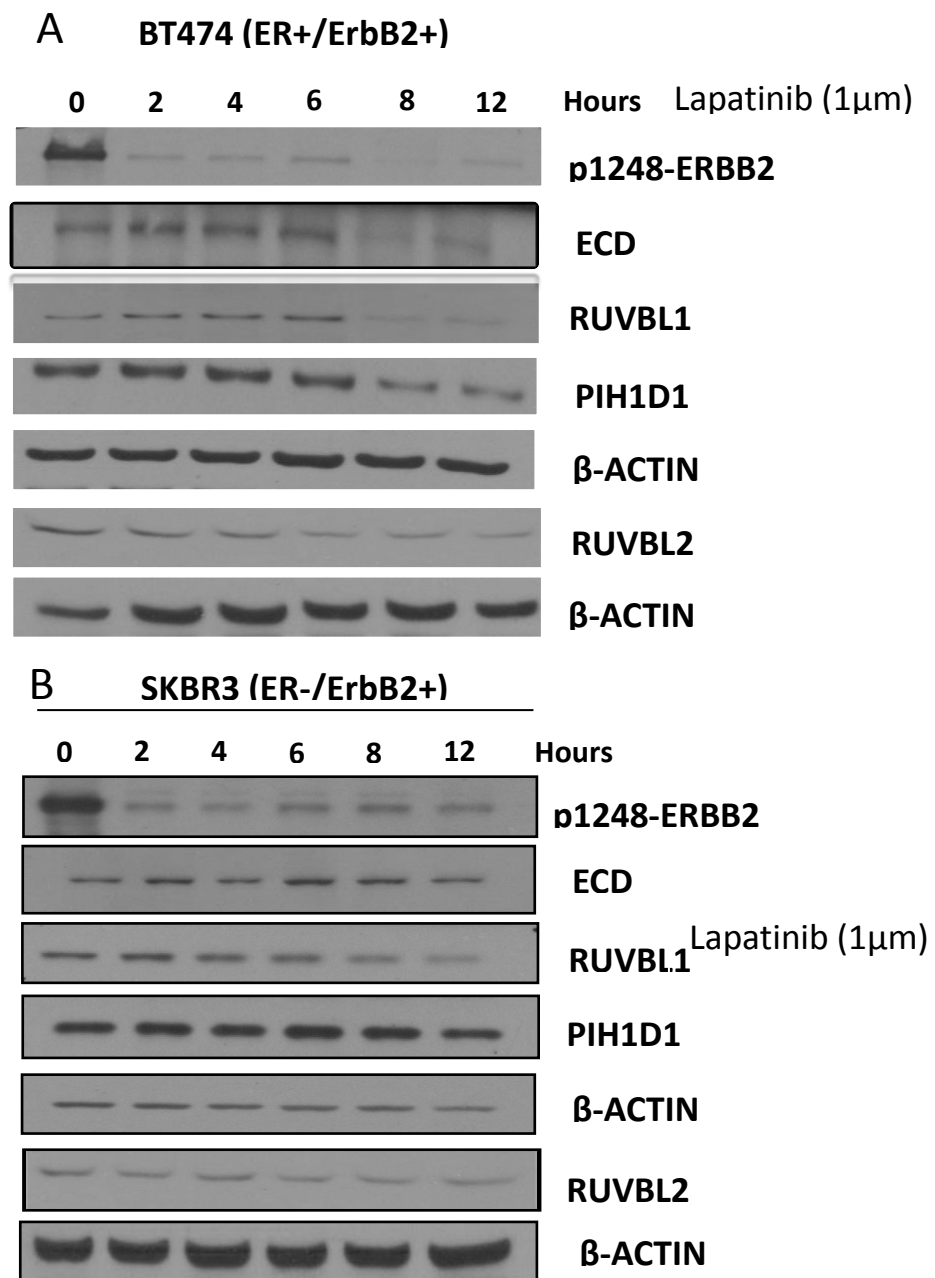 A BT474 (ER+/ErbB2+)
0 2 4 6 8 12 Hours Lapatinib (1µm)
p1248-ERBB2
ECD
RUVBL1
PIH1D1
β-ACTIN
RUVBL2
β-ACTIN
B SKBR3 (ER-/ErbB2+)
0 2 4 6 8 12 Hours
p1248-ERBB2
ECD
RUVBL1 Lapatinib (1µm)
PIH1D1
β-ACTIN
RUVBL2
β-ACTIN